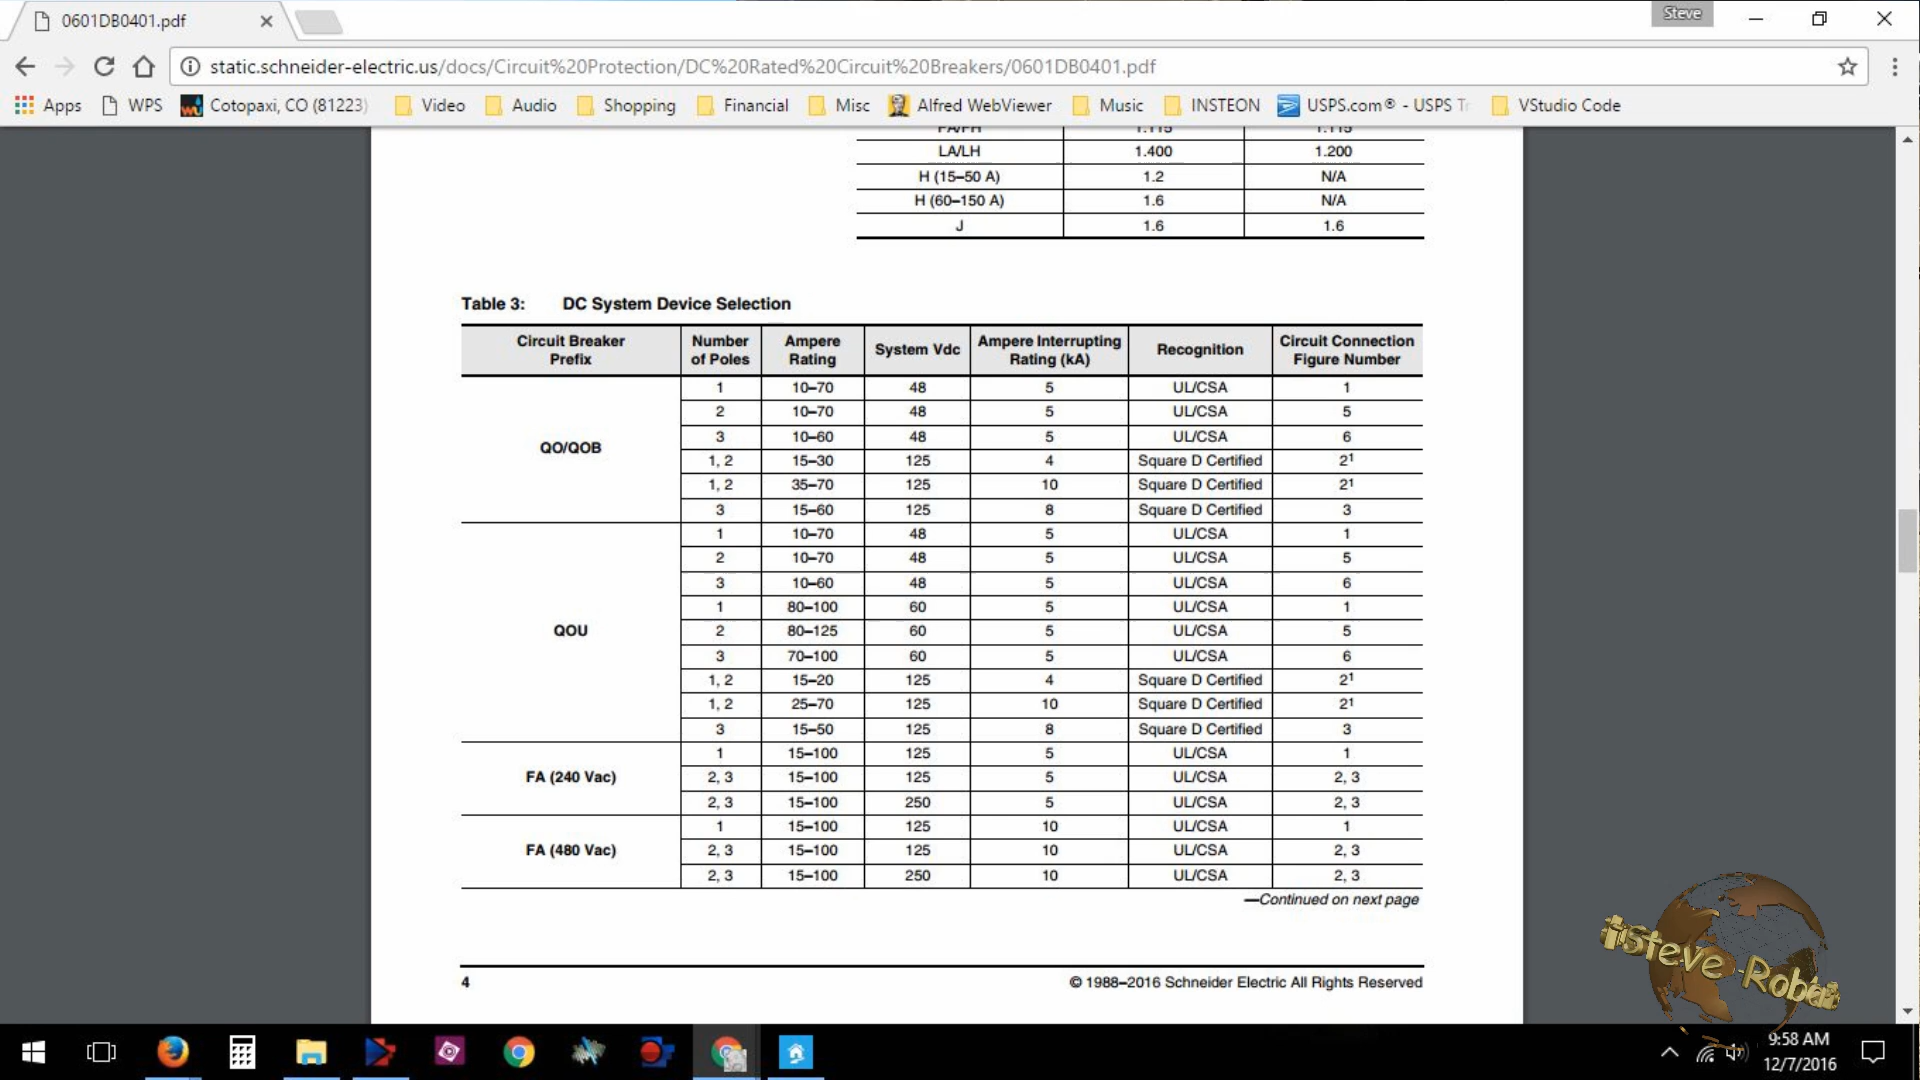 0601DB0401.pdf
Steve
static.schneider-electric.us/docs/Circuit%20Protection/DC%20Rated%20Circuit%20Breakers/0601DB0401.pdf
Apps WPS Cotopaxi, CO (81223) Video Audio Shopping Financial Misc Alfred WebViewer Music INSTEON USPS.com® - USPS Tr VStudio Code
FA/FH 1.115 1.115
LA/LH 1.400 1.200
H (15–50 A) 1.2 N/A
H (60–150 A) 1.6 N/A
J 1.6 1.6
Table 3: DC System Device Selection
Circuit Breaker Prefix Number of Poles Ampere Rating System Vdc Ampere Interrupting Rating (kA) Recognition Circuit Connection Figure Number
QO/QOB
1 10–70 48 5 UL/CSA 1
2 10–70 48 5 UL/CSA 5
3 10–60 48 5 UL/CSA 6
1, 2 15–30 125 4 Square D Certified 2¹
1, 2 35–70 125 10 Square D Certified 2¹
3 15–60 125 8 Square D Certified 3
QOU
1 10–70 48 5 UL/CSA 1
2 10–70 48 5 UL/CSA 5
3 10–60 48 5 UL/CSA 6
1 80–100 60 5 UL/CSA 1
2 80–125 60 5 UL/CSA 5
3 70–100 60 5 UL/CSA 6
1, 2 15–20 125 4 Square D Certified 2¹
1, 2 25–70 125 10 Square D Certified 2¹
3 15–50 125 8 Square D Certified 3
FA (240 Vac)
1 15–100 125 5 UL/CSA 1
2, 3 15–100 125 5 UL/CSA 2, 3
2, 3 15–100 250 5 UL/CSA 2, 3
FA (480 Vac)
1 15–100 125 10 UL/CSA 1
2, 3 15–100 125 10 UL/CSA 2, 3
2, 3 15–100 250 10 UL/CSA 2, 3
—Continued on next page
4 © 1988–2016 Schneider Electric All Rights Reserved
9:58 AM
12/7/2016